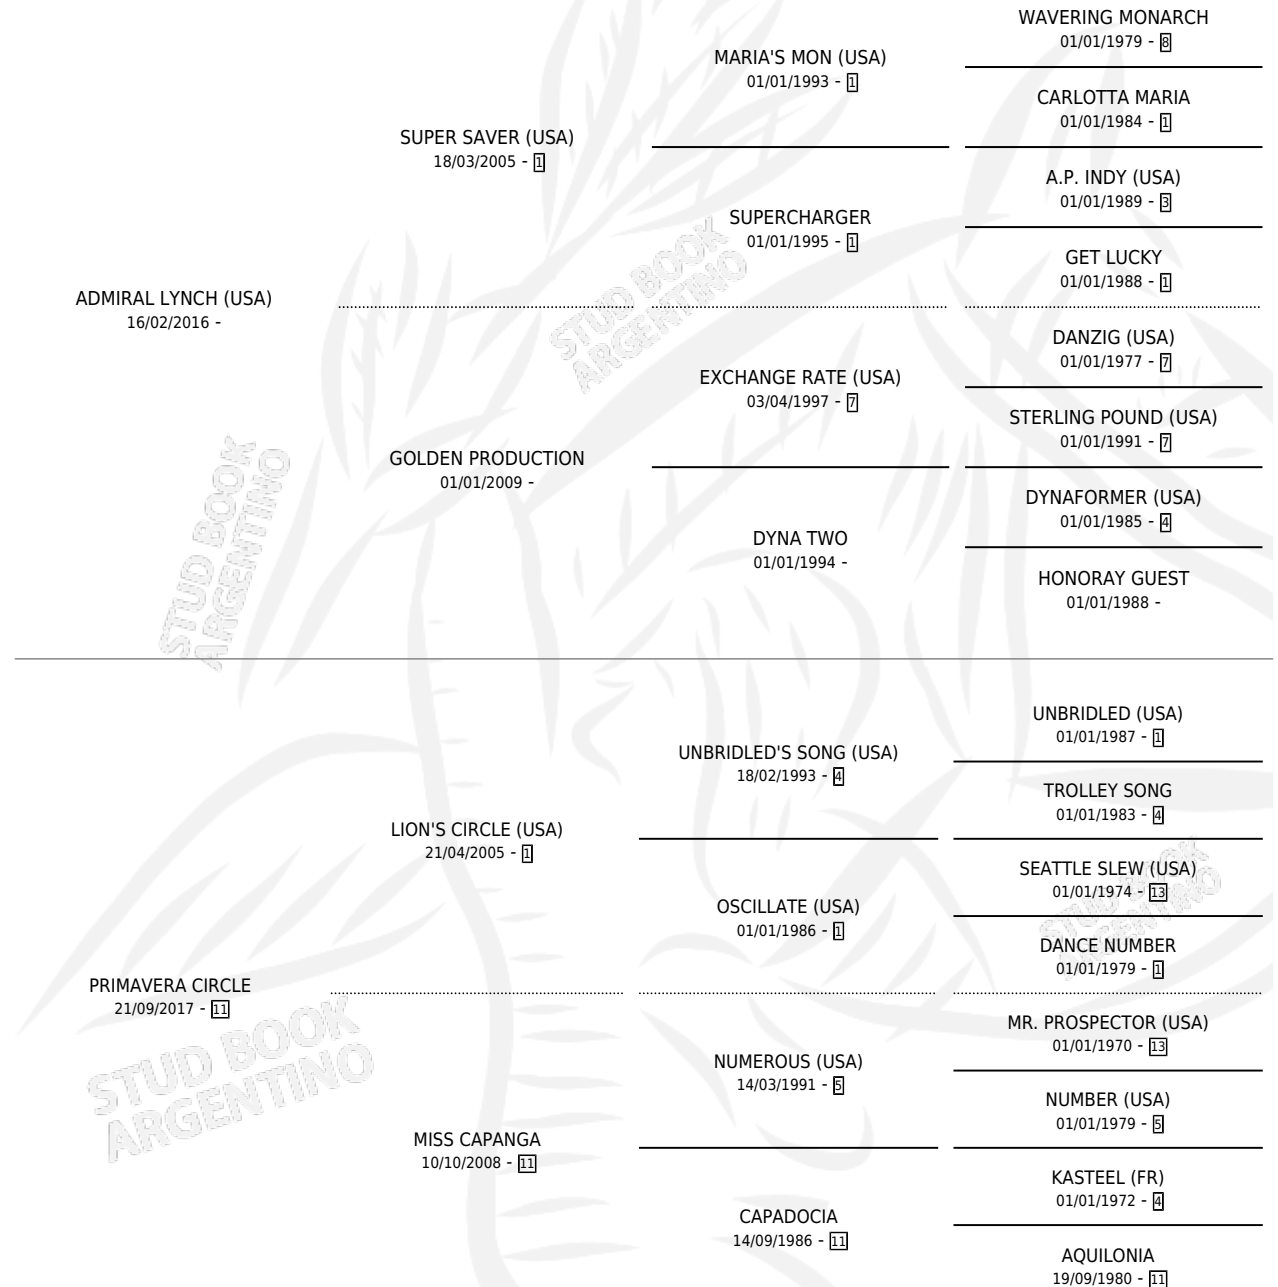 WAVERING MONARCH
01/01/1979 - 8
MARIA'S MON (USA)
01/01/1993 - 1
CARLOTTA MARIA
01/01/1984 - 1
SUPER SAVER (USA)
18/03/2005 - 1
A.P. INDY (USA)
01/01/1989 - 3
SUPERCHARGER
01/01/1995 - 1
GET LUCKY
01/01/1988 - 1
ADMIRAL LYNCH (USA)
16/02/2016 -
DANZIG (USA)
01/01/1977 - 7
EXCHANGE RATE (USA)
03/04/1997 - 7
STERLING POUND (USA)
01/01/1991 - 7
GOLDEN PRODUCTION
01/01/2009 -
DYNAFORMER (USA)
01/01/1985 - 4
DYNA TWO
01/01/1994 -
HONORAY GUEST
01/01/1988 -
UNBRIDLED (USA)
01/01/1987 - 1
UNBRIDLED'S SONG (USA)
18/02/1993 - 4
TROLLEY SONG
01/01/1983 - 4
LION'S CIRCLE (USA)
21/04/2005 - 1
SEATTLE SLEW (USA)
01/01/1974 - 13
OSCILLATE (USA)
01/01/1986 - 1
DANCE NUMBER
01/01/1979 - 1
PRIMAVERA CIRCLE
21/09/2017 - 11
MR. PROSPECTOR (USA)
01/01/1970 - 13
NUMEROUS (USA)
14/03/1991 - 5
NUMBER (USA)
01/01/1979 - 5
MISS CAPANGA
10/10/2008 - 11
KASTEEL (FR)
01/01/1972 - 4
CAPADOCIA
14/09/1986 - 11
AQUILONIA
19/09/1980 - 11
STUD BOOK
ARGENTINO
STUD BOOK
ARGENTINO
STUD BOOK
ARGENTINO
STUD BOOK
ARGENTINO